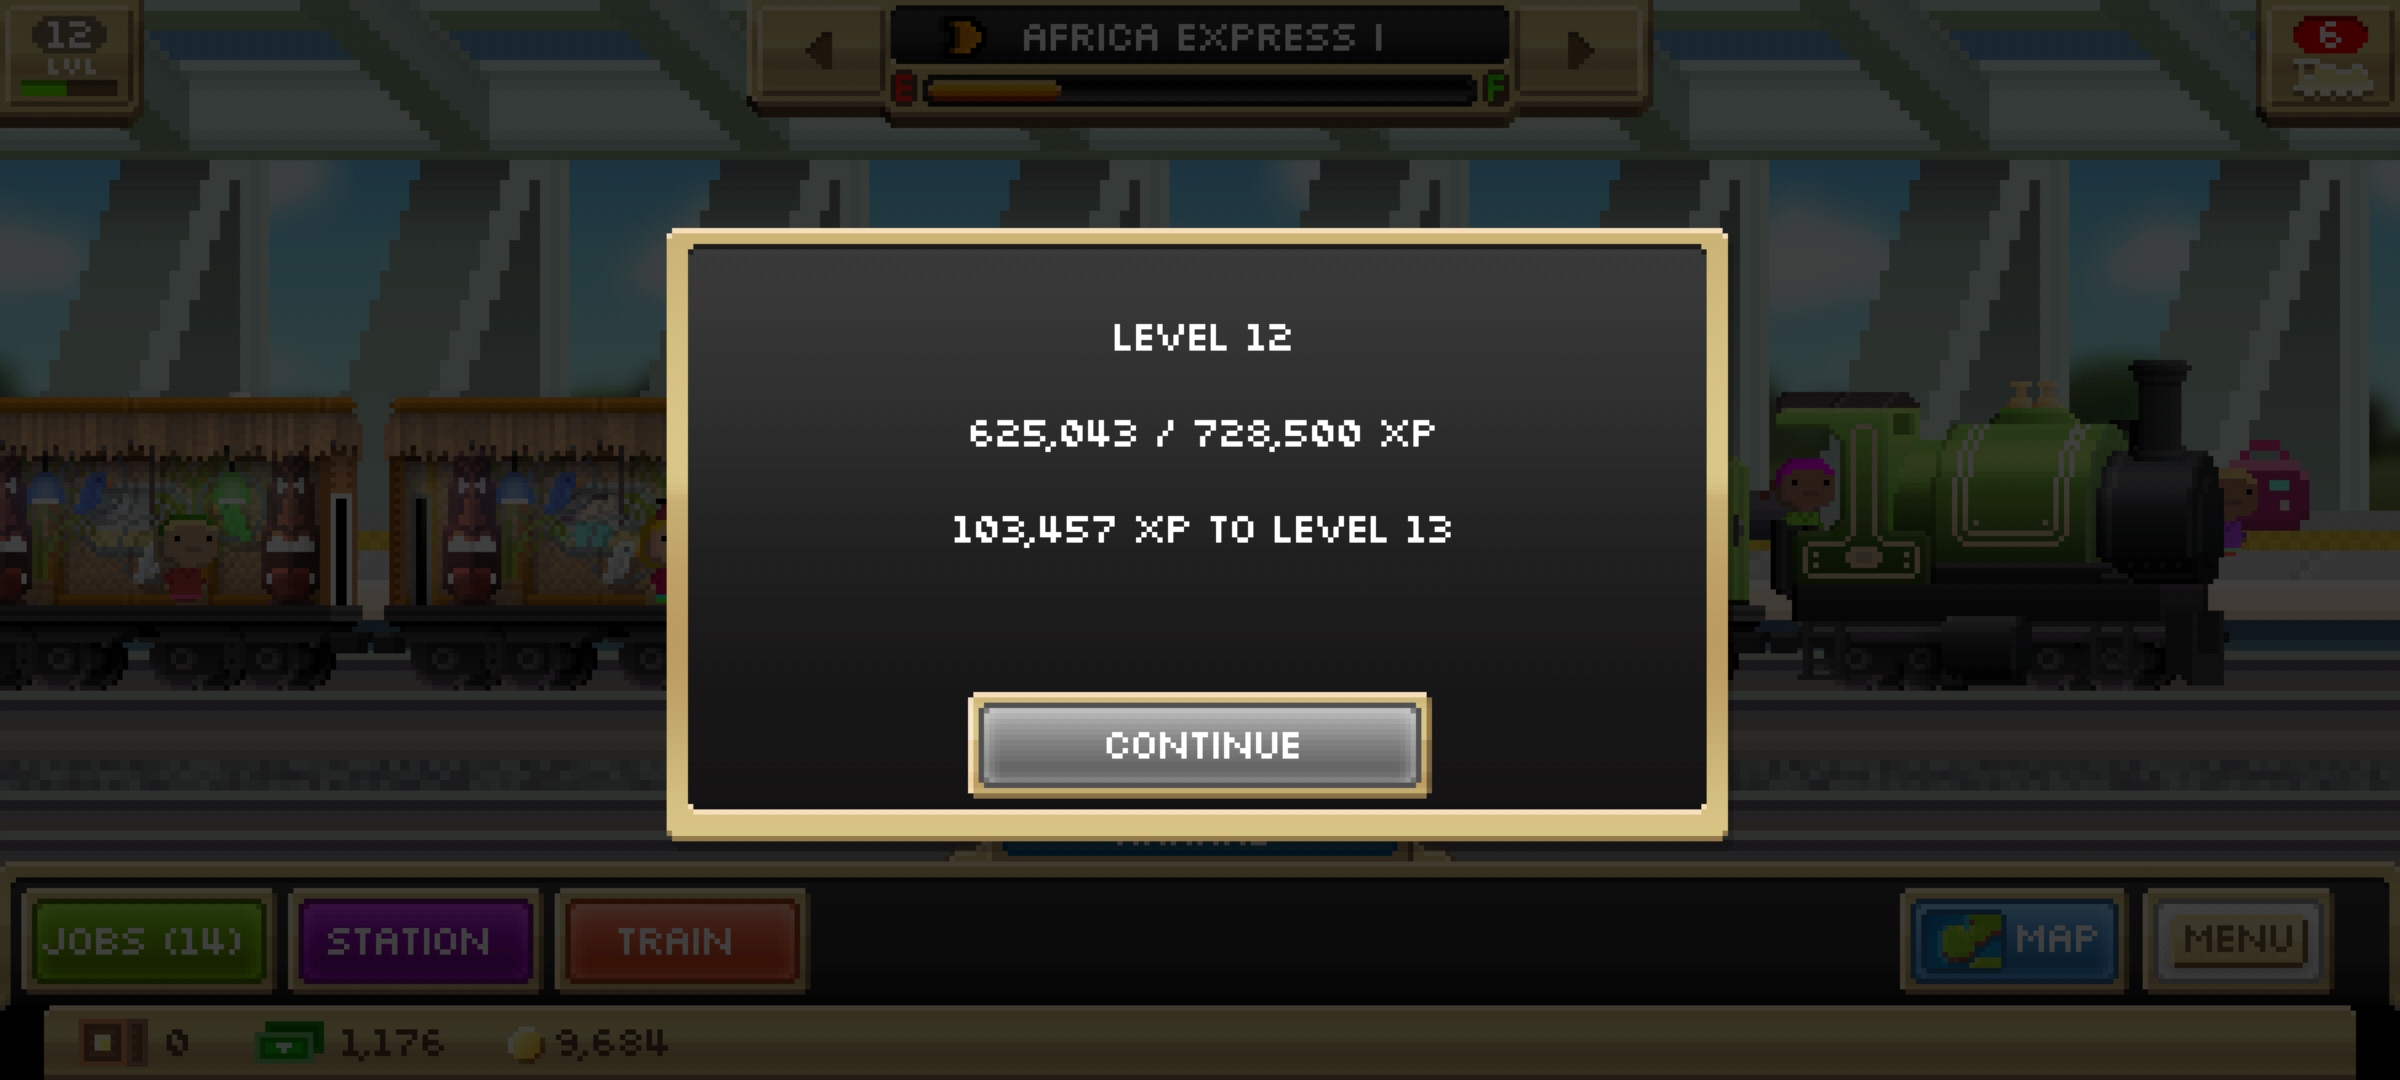 12
LVL
AFRICA EXPRESS I
E
F
6
LEVEL 12
625,043 / 728,500 XP
103,457 XP TO LEVEL 13
CONTINUE
JOBS (14)
STATION
TRAIN
MAP
MENU
0
1,176
9,684